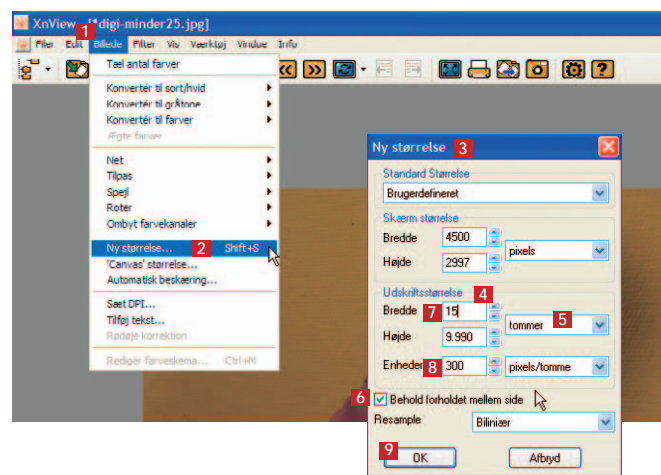 XnView - [*digi-minder25.jpg]
1
Filer Edit Billede Filter Vis Værktøj Vindue Info
Tæl antal farver
Konvertér til sort/hvid
Konvertér til gråtone
Konvertér til farver
Ægte farver
Net
Tilpas
Spejl
Roter
Ombyt farvekanaler
Ny størrelse... 2 Shift+S
'Canvas' størrelse...
Automatisk beskæring...
Sæt DPI...
Tilføj tekst...
Rødøje korrektion
Rediger farveskema... Ctrl+M
Ny størrelse 3
Standard Størrelse
Brugerdefineret
Skærm størrelse
Bredde 4500
pixels
Højde 2997
Udskriftsstørrelse 4
Bredde 7 15
tommer 5
Højde 9.990
Enheder 8 300 pixels/tomme
6 Behold forholdet mellem side
Resample Biliniær
9 OK Afbryd